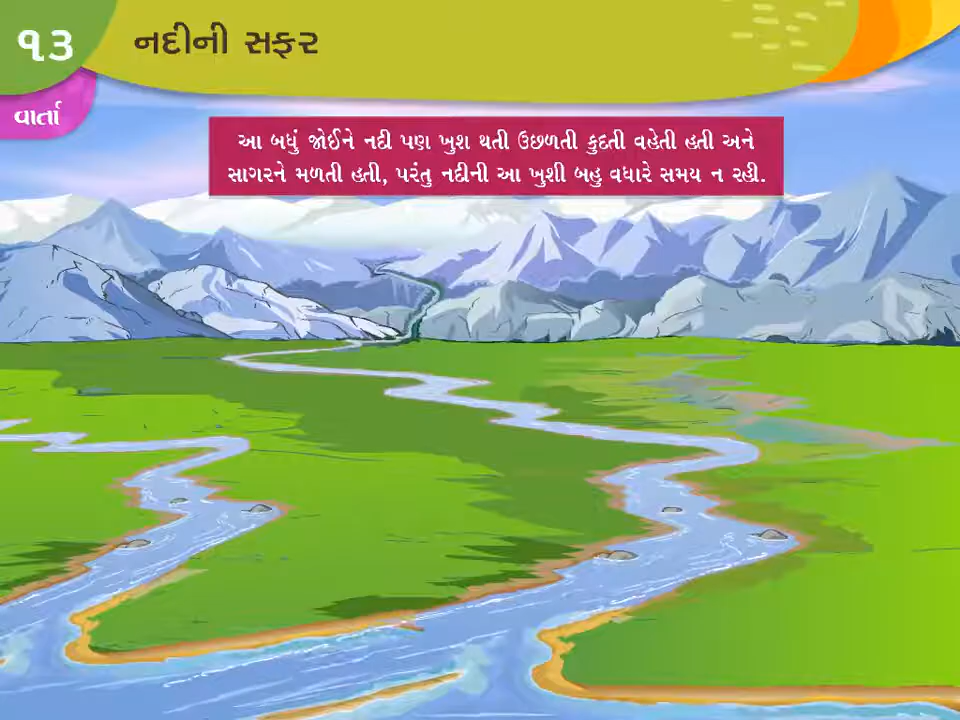 ૧૩
નદીની સફર
વાર્તા
આ બધું જોઈને નદી પણ ખુશ થતી ઉછળતી કુદતી વહેતી હતી અને
સાગરને મળતી હતી, પરંતુ નદીની આ ખુશી બહુ વધારે સમય ન રહી.